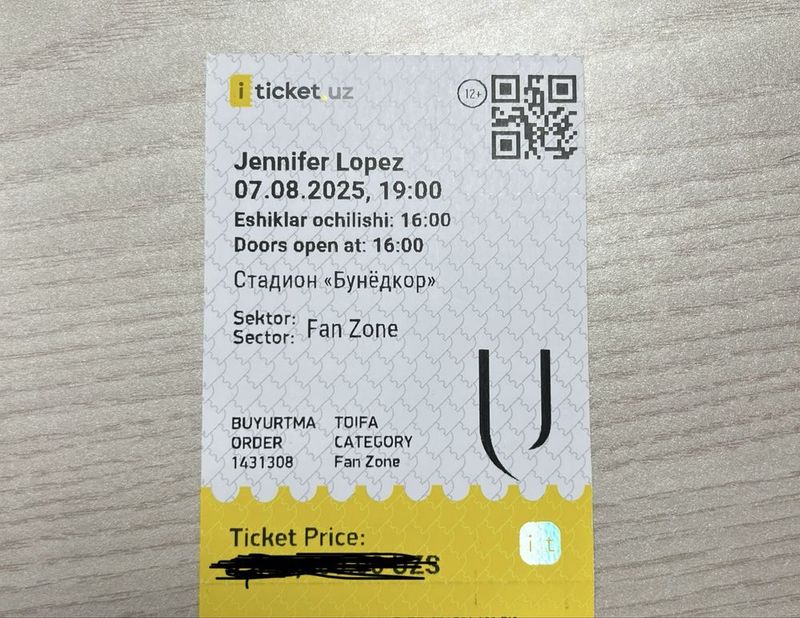 iticket.uz
12+
Jennifer Lopez
07.08.2025, 19:00
Eshiklar ochilishi: 16:00
Doors open at: 16:00
Стадион «Бунёдкор»
Sektor:
Sector: Fan Zone
BUYURTMA TOIFA
ORDER CATEGORY
1431308 Fan Zone
Ticket Price:
UZS
it